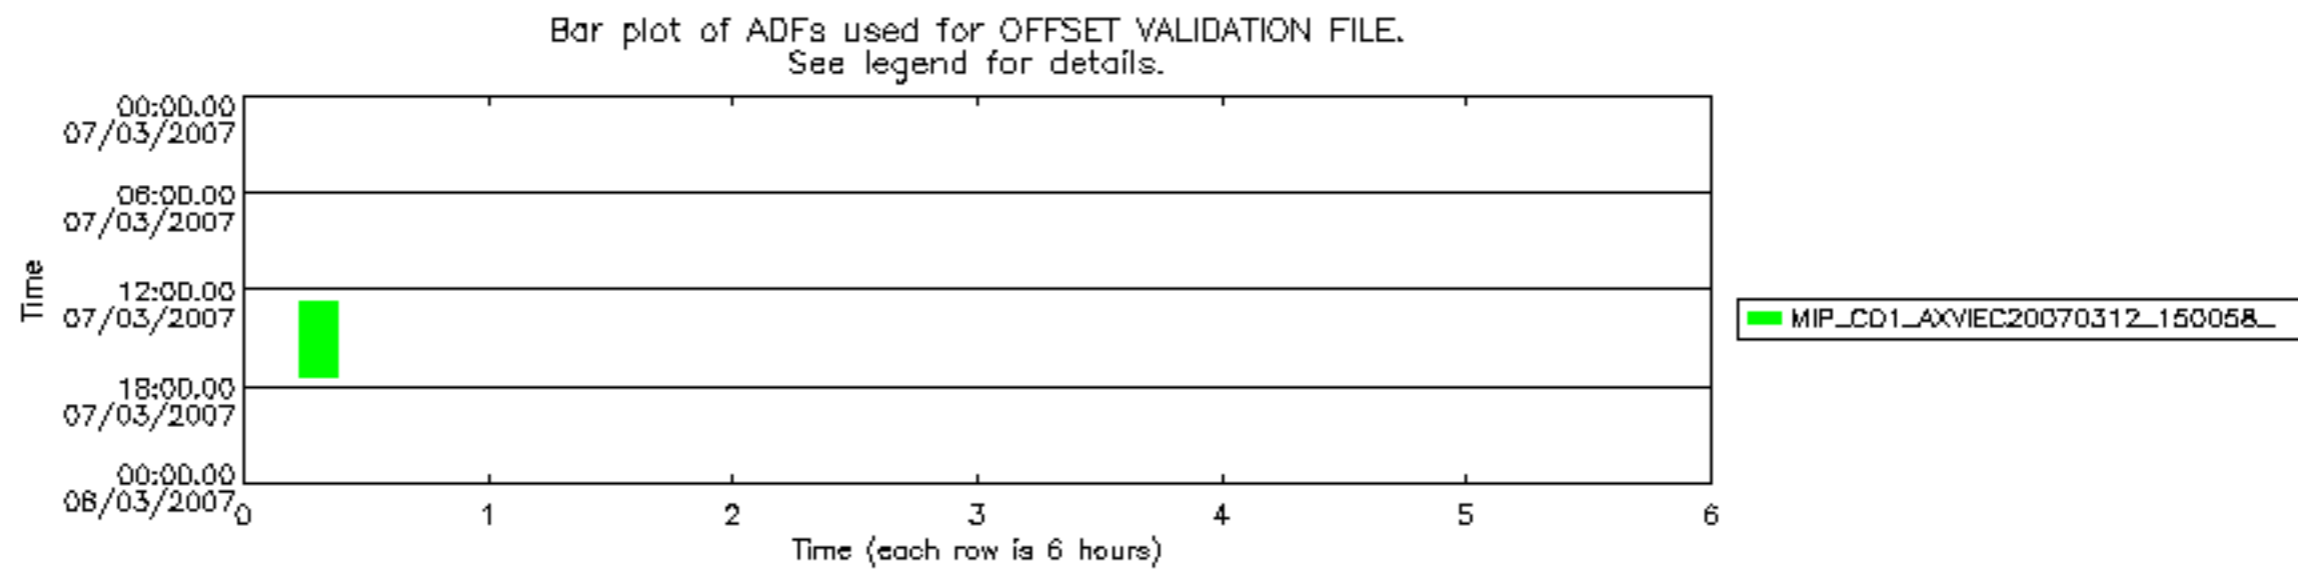 Bar plot of ADFs used for OFFSET VALIDATION FILE.
See legend for details.
00:00.00
07/03/2007
06:00.00
07/03/2007
12:00.00
07/03/2007
18:00.00
07/03/2007
00:00.00
08/03/2007
Time
0 1 2 3 4 5 6
Time (each row is 6 hours)
MIP_CO1_AXVIEC20070312_150058_